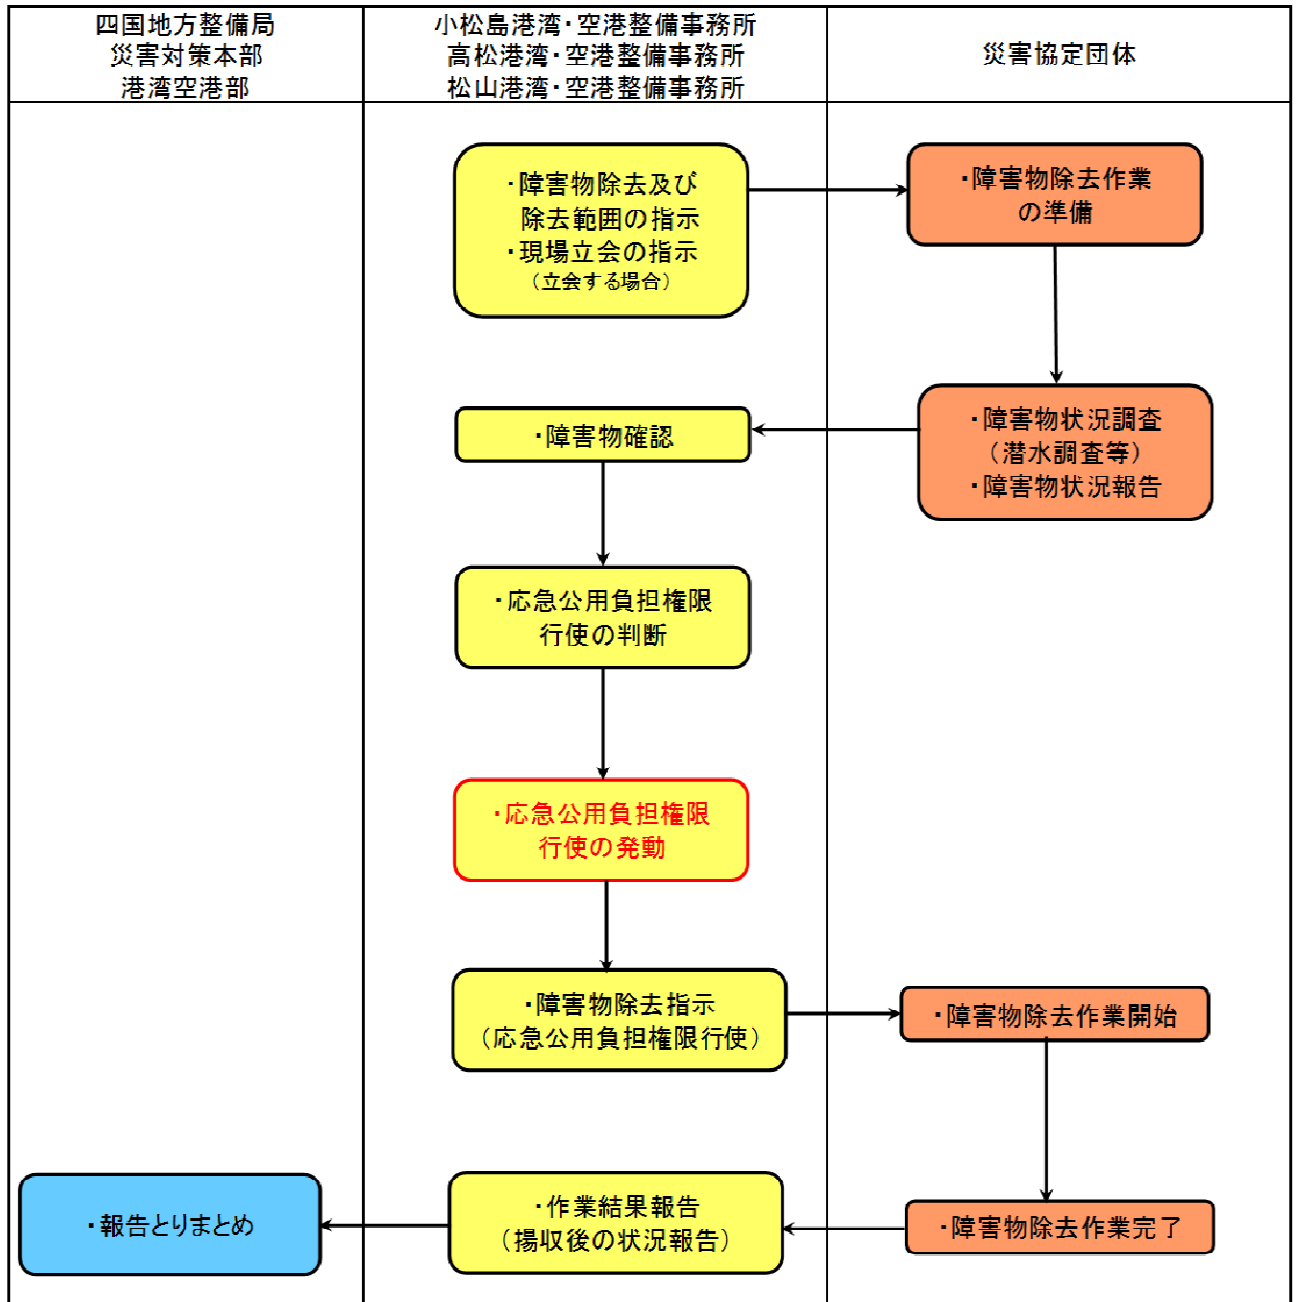 四国地方整備局
災害対策本部
港湾空港部
小松島港湾・空港整備事務所
高松港湾・空港整備事務所
松山港湾・空港整備事務所
災害協定団体
・障害物除去及び
除去範囲の指示
・現場立会の指示
（立会する場合）
・障害物除去作業
の準備
・障害物状況調査
（潜水調査等）
・障害物状況報告
・障害物確認
・応急公用負担権限
行使の判断
・応急公用負担権限
行使の発動
・障害物除去指示
（応急公用負担権限行使）
・障害物除去作業開始
・障害物除去作業完了
・作業結果報告
（揚収後の状況報告）
・報告とりまとめ